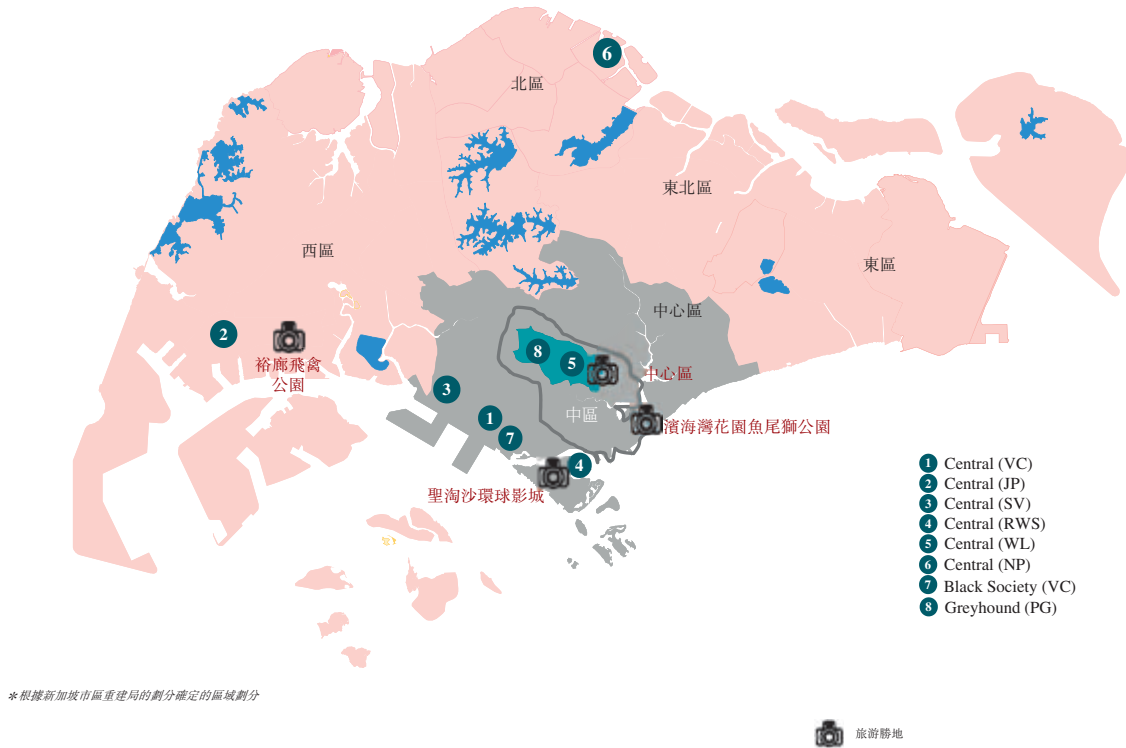 6
北區
東北區
西區
東區
中心區
2
裕廊飛禽
公園
8
5
中心區
3
中區
1
7
濱海灣花園魚尾獅公園
4
聖淘沙環球影城
1 Central (VC)
2 Central (JP)
3 Central (SV)
4 Central (RWS)
5 Central (WL)
6 Central (NP)
7 Black Society (VC)
8 Greyhound (PG)
*根據新加坡市區重建局的劃分確定的區域劃分
旅游勝地